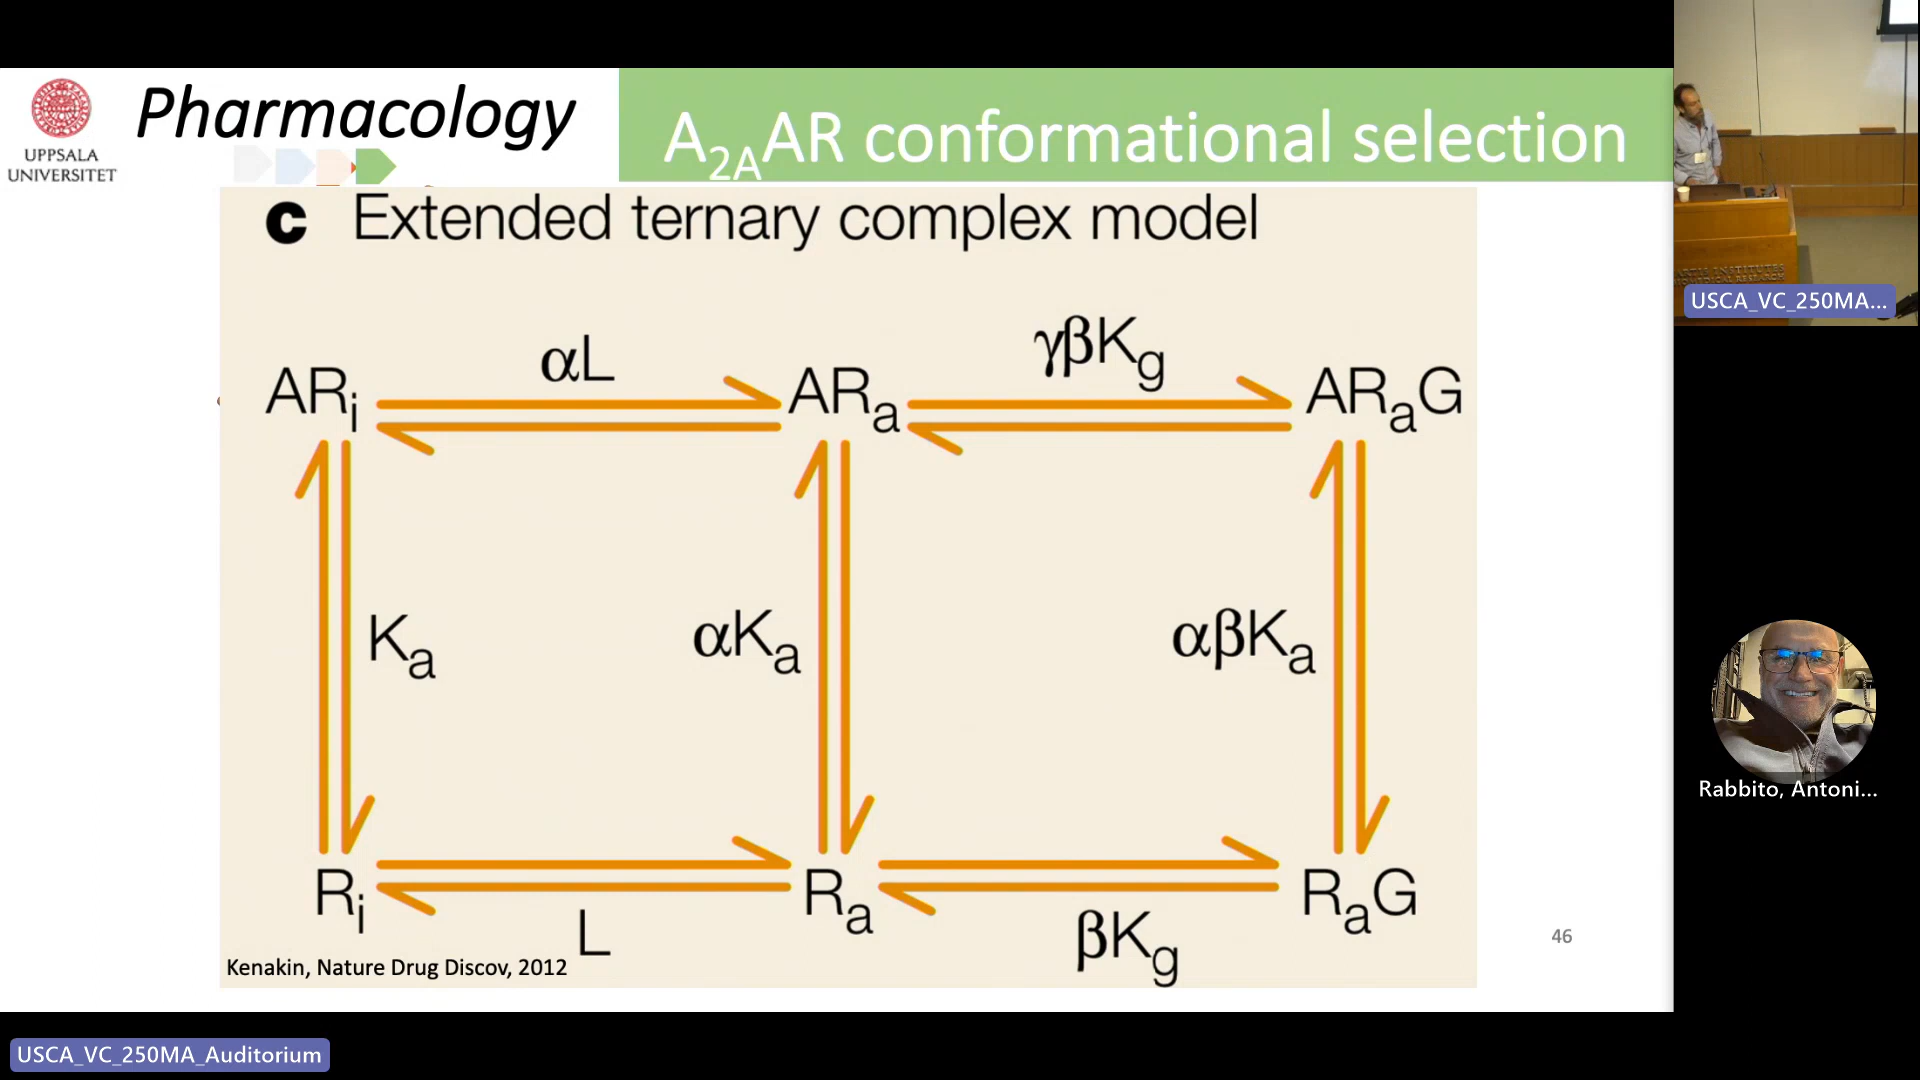 UPPSALA
UNIVERSITET
Pharmacology
A2AAR conformational selection
c Extended ternary complex model
αL
γβKg
ARi
ARa
ARaG
Ka
αKa
αβKa
Ri
Ra
RaG
L
βKg
Kenakin, Nature Drug Discov, 2012
46
USCA_VC_250MA...
Rabbito, Antoni...
USCA_VC_250MA_Auditorium